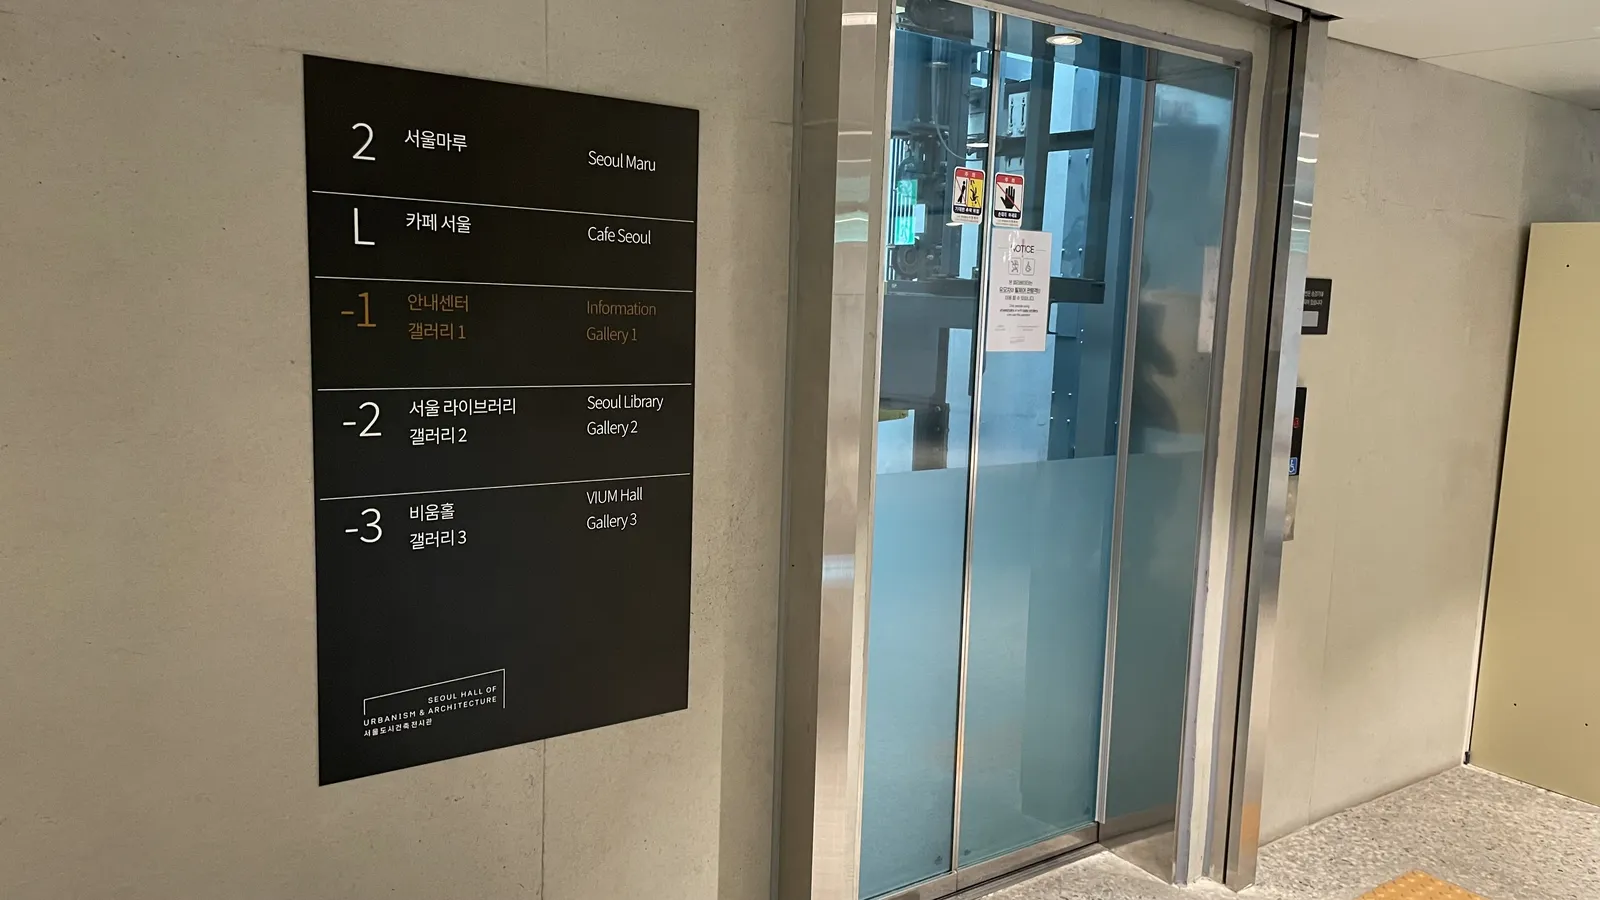 2 서울마루 Seoul Maru
L 카페 서울 Cafe Seoul
-1 안내센터 Information
갤러리 1 Gallery 1
-2 서울 라이브러리 Seoul Library
갤러리 2 Gallery 2
-3 비움홀 VIUM Hall
갤러리 3 Gallery 3
SEOUL HALL OF
URBANISM & ARCHITECTURE
서울도시건축전시관
NOTICE